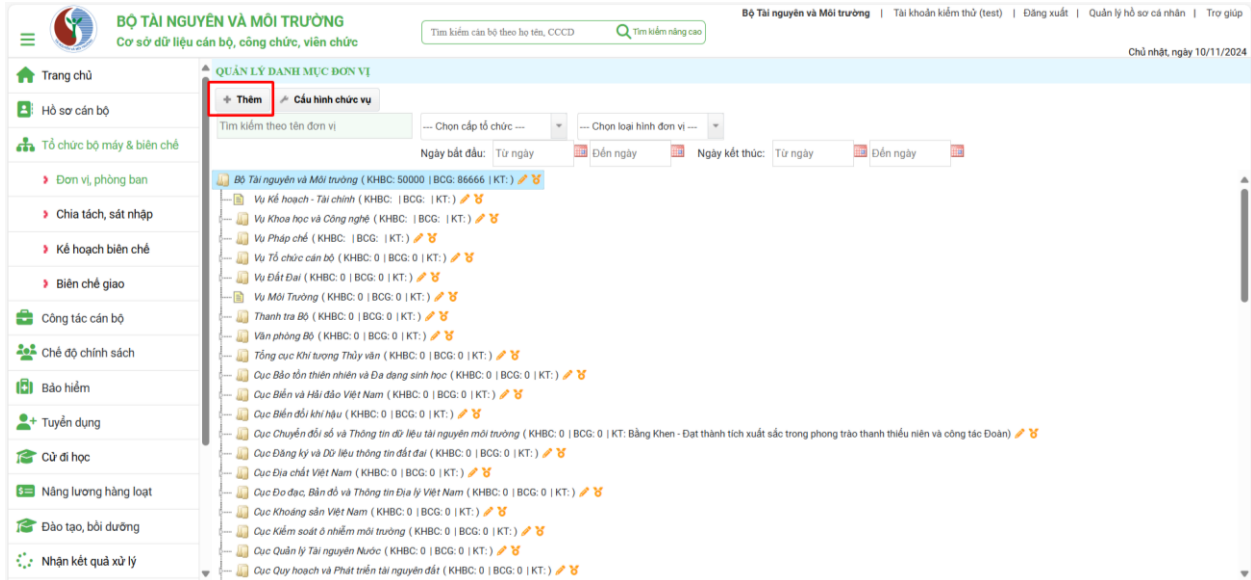 Bộ Tài nguyên và Môi trường | Tài khoản kiểm thử (test) | Đăng xuất | Quản lý hồ sơ cá nhân | Trợ giúp
BỘ TÀI NGUYÊN VÀ MÔI TRƯỜNG
Cơ sở dữ liệu cán bộ, công chức, viên chức
Tìm kiếm cán bộ theo họ tên, CCCD
Tìm kiếm nâng cao
Chủ nhật, ngày 10/11/2024
Trang chủ
Hồ sơ cán bộ
Tổ chức bộ máy & biên chế
Đơn vị, phòng ban
Chia tách, sát nhập
Kế hoạch biên chế
Biên chế giao
Công tác cán bộ
Chế độ chính sách
Bảo hiểm
Tuyển dụng
Cử đi học
Nâng lương hàng loạt
Đào tạo, bồi dưỡng
Nhận kết quả xử lý
QUẢN LÝ DANH MỤC ĐƠN VỊ
Thêm Cấu hình chức vụ
Tìm kiếm theo tên đơn vị --- Chọn cấp tổ chức --- --- Chọn loại hình đơn vị ---
Ngày bắt đầu: Từ ngày Đến ngày Ngày kết thúc: Từ ngày Đến ngày
Bộ Tài nguyên và Môi trường ( KHBC: 50000 | BCG: 86666 | KT: )
Vụ Kế hoạch - Tài chính ( KHBC: | BCG: | KT: )
Vụ Khoa học và Công nghệ ( KHBC: | BCG: | KT: )
Vụ Pháp chế ( KHBC: | BCG: | KT: )
Vụ Tổ chức cán bộ ( KHBC: 0 | BCG: 0 | KT: )
Vụ Đất Đai ( KHBC: 0 | BCG: 0 | KT: )
Vụ Môi Trường ( KHBC: 0 | BCG: 0 | KT: )
Thanh tra Bộ ( KHBC: 0 | BCG: 0 | KT: )
Văn phòng Bộ ( KHBC: 0 | BCG: 0 | KT: )
Tổng cục Khí tượng Thủy văn ( KHBC: 0 | BCG: 0 | KT: )
Cục Bảo tồn thiên nhiên và Đa dạng sinh học ( KHBC: 0 | BCG: 0 | KT: )
Cục Biển và Hải đảo Việt Nam ( KHBC: 0 | BCG: 0 | KT: )
Cục Biến đổi khí hậu ( KHBC: 0 | BCG: 0 | KT: )
Cục Chuyển đổi số và Thông tin dữ liệu tài nguyên môi trường ( KHBC: 0 | BCG: 0 | KT: Bằng Khen - Đạt thành tích xuất sắc trong phong trào thanh thiếu niên và công tác Đoàn)
Cục Đăng ký và Dữ liệu thông tin đất đai ( KHBC: 0 | BCG: 0 | KT: )
Cục Địa chất Việt Nam ( KHBC: 0 | BCG: 0 | KT: )
Cục Đo đạc, Bản đồ và Thông tin Địa lý Việt Nam ( KHBC: 0 | BCG: 0 | KT: )
Cục Khoáng sản Việt Nam ( KHBC: 0 | BCG: 0 | KT: )
Cục Kiểm soát ô nhiễm môi trường ( KHBC: 0 | BCG: 0 | KT: )
Cục Quản lý Tài nguyên Nước ( KHBC: 0 | BCG: 0 | KT: )
Cục Quy hoạch và Phát triển tài nguyên đất ( KHBC: 0 | BCG: 0 | KT: )